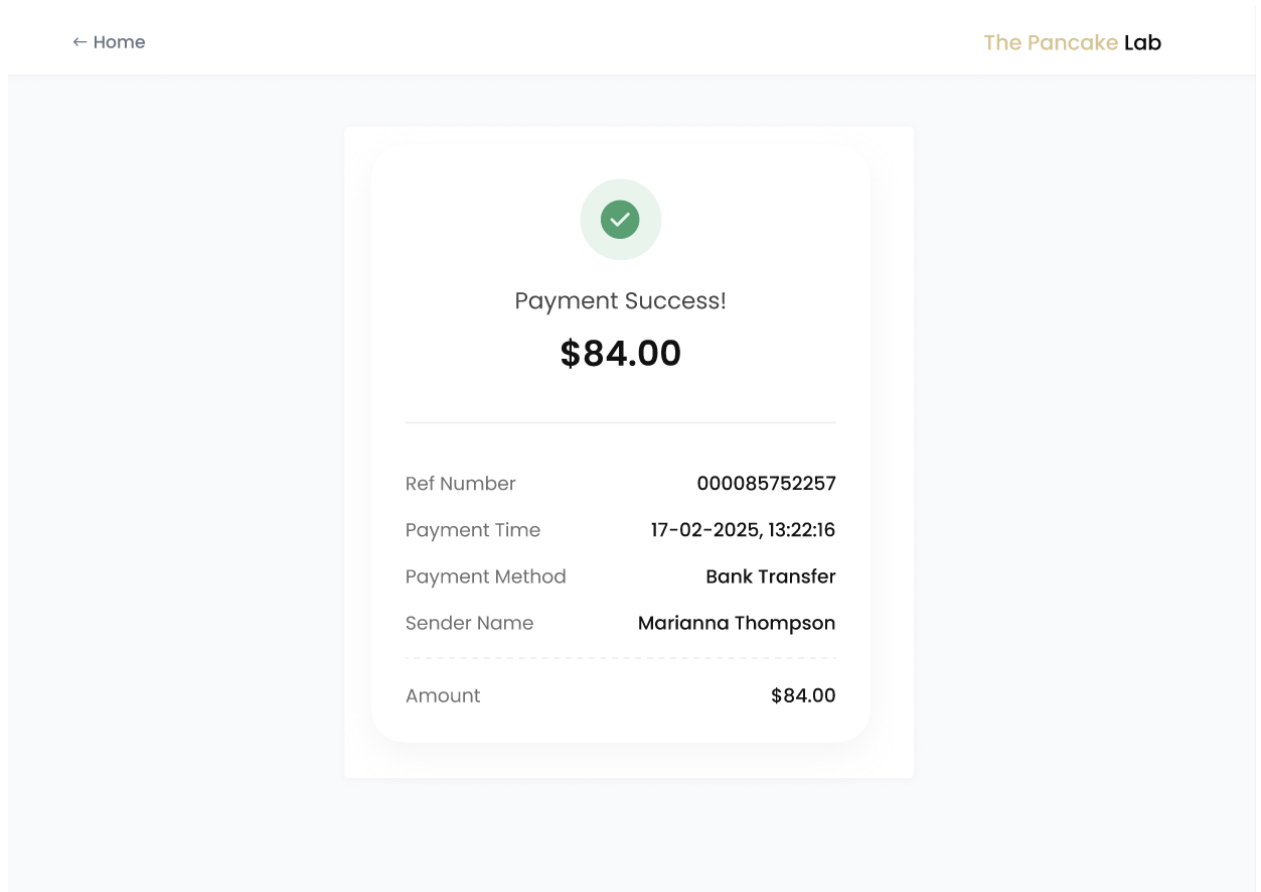 ← Home
The Pancake Lab
Payment Success!
$84.00
Ref Number 000085752257
Payment Time 17-02-2025, 13:22:16
Payment Method Bank Transfer
Sender Name Marianna Thompson
Amount $84.00